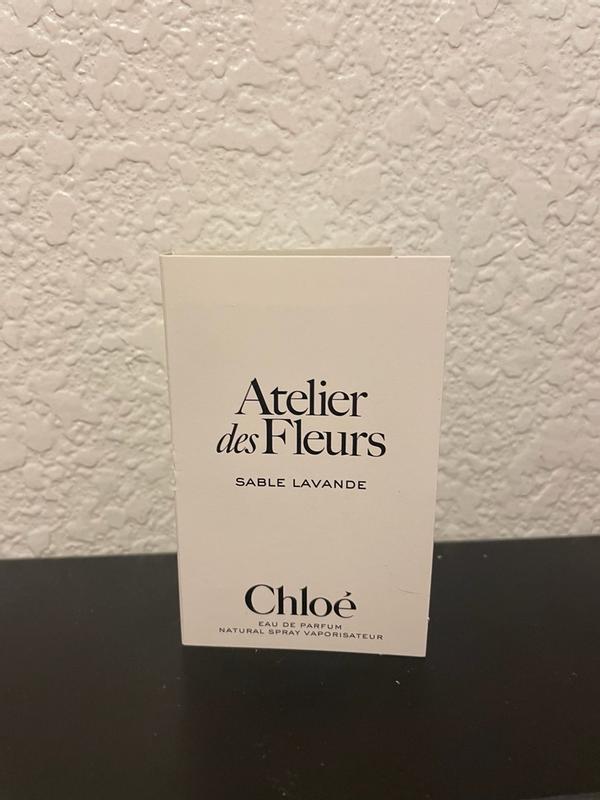 Atelier
des Fleurs
SABLE LAVANDE
Chloé
EAU DE PARFUM
NATURAL SPRAY VAPORISATEUR